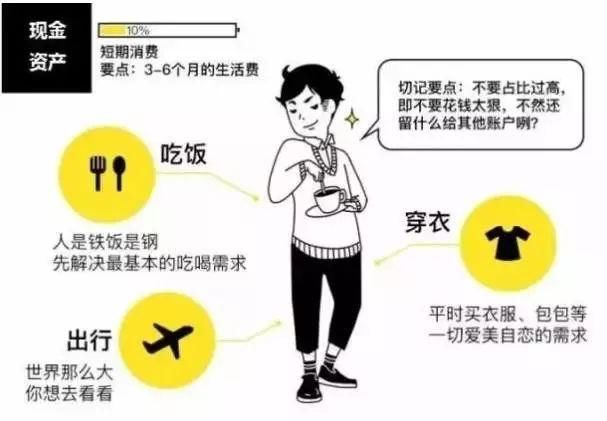 现金
资产
10%
短期消费
要点：3-6个月的生活费
切记要点：不要占比过高，
即不要花钱太狠，不然还
留什么给其他账户咧？
吃饭
人是铁饭是钢
先解决最基本的吃喝需求
穿衣
平时买衣服、包包等
一切爱美自恋的需求
出行
世界那么大
你想去看看